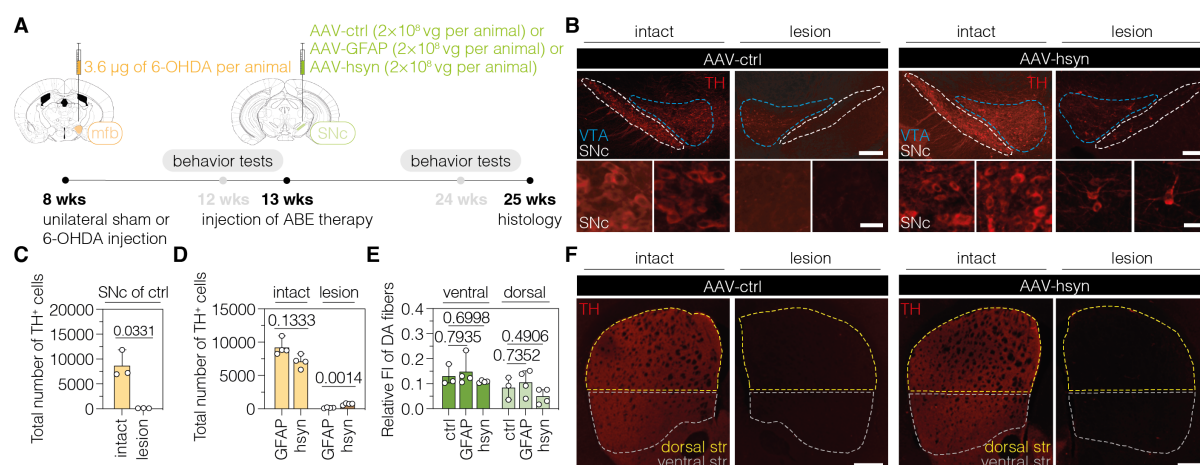 A
AAV-ctrl (2×10⁸ vg per animal) or
AAV-GFAP (2×10⁸ vg per animal) or
AAV-hsyn (2×10⁸ vg per animal)
3.6 µg of 6-OHDA per animal
mfb
SNc
behavior tests
behavior tests
8 wks
12 wks
13 wks
24 wks
25 wks
unilateral sham or
6-OHDA injection
injection of ABE therapy
histology
B
intact
lesion
intact
lesion
AAV-ctrl
AAV-hsyn
TH
TH
VTA
SNc
VTA
SNc
SNc
SNc
C
SNc of ctrl
Total number of TH⁺ cells
20000
15000
10000
5000
0
0.0331
intact
lesion
D
intact
lesion
Total number of TH⁺ cells
15000
10000
5000
0
0.1333
0.0014
GFAP
hsyn
GFAP
hsyn
E
ventral
dorsal
Relative FI of DA fibers
0.4
0.3
0.2
0.1
0.0
0.6998
0.7935
0.4906
0.7352
ctrl
GFAP
hsyn
ctrl
GFAP
hsyn
F
intact
lesion
intact
lesion
AAV-ctrl
AAV-hsyn
TH
TH
dorsal str
ventral str
dorsal str
ventral str